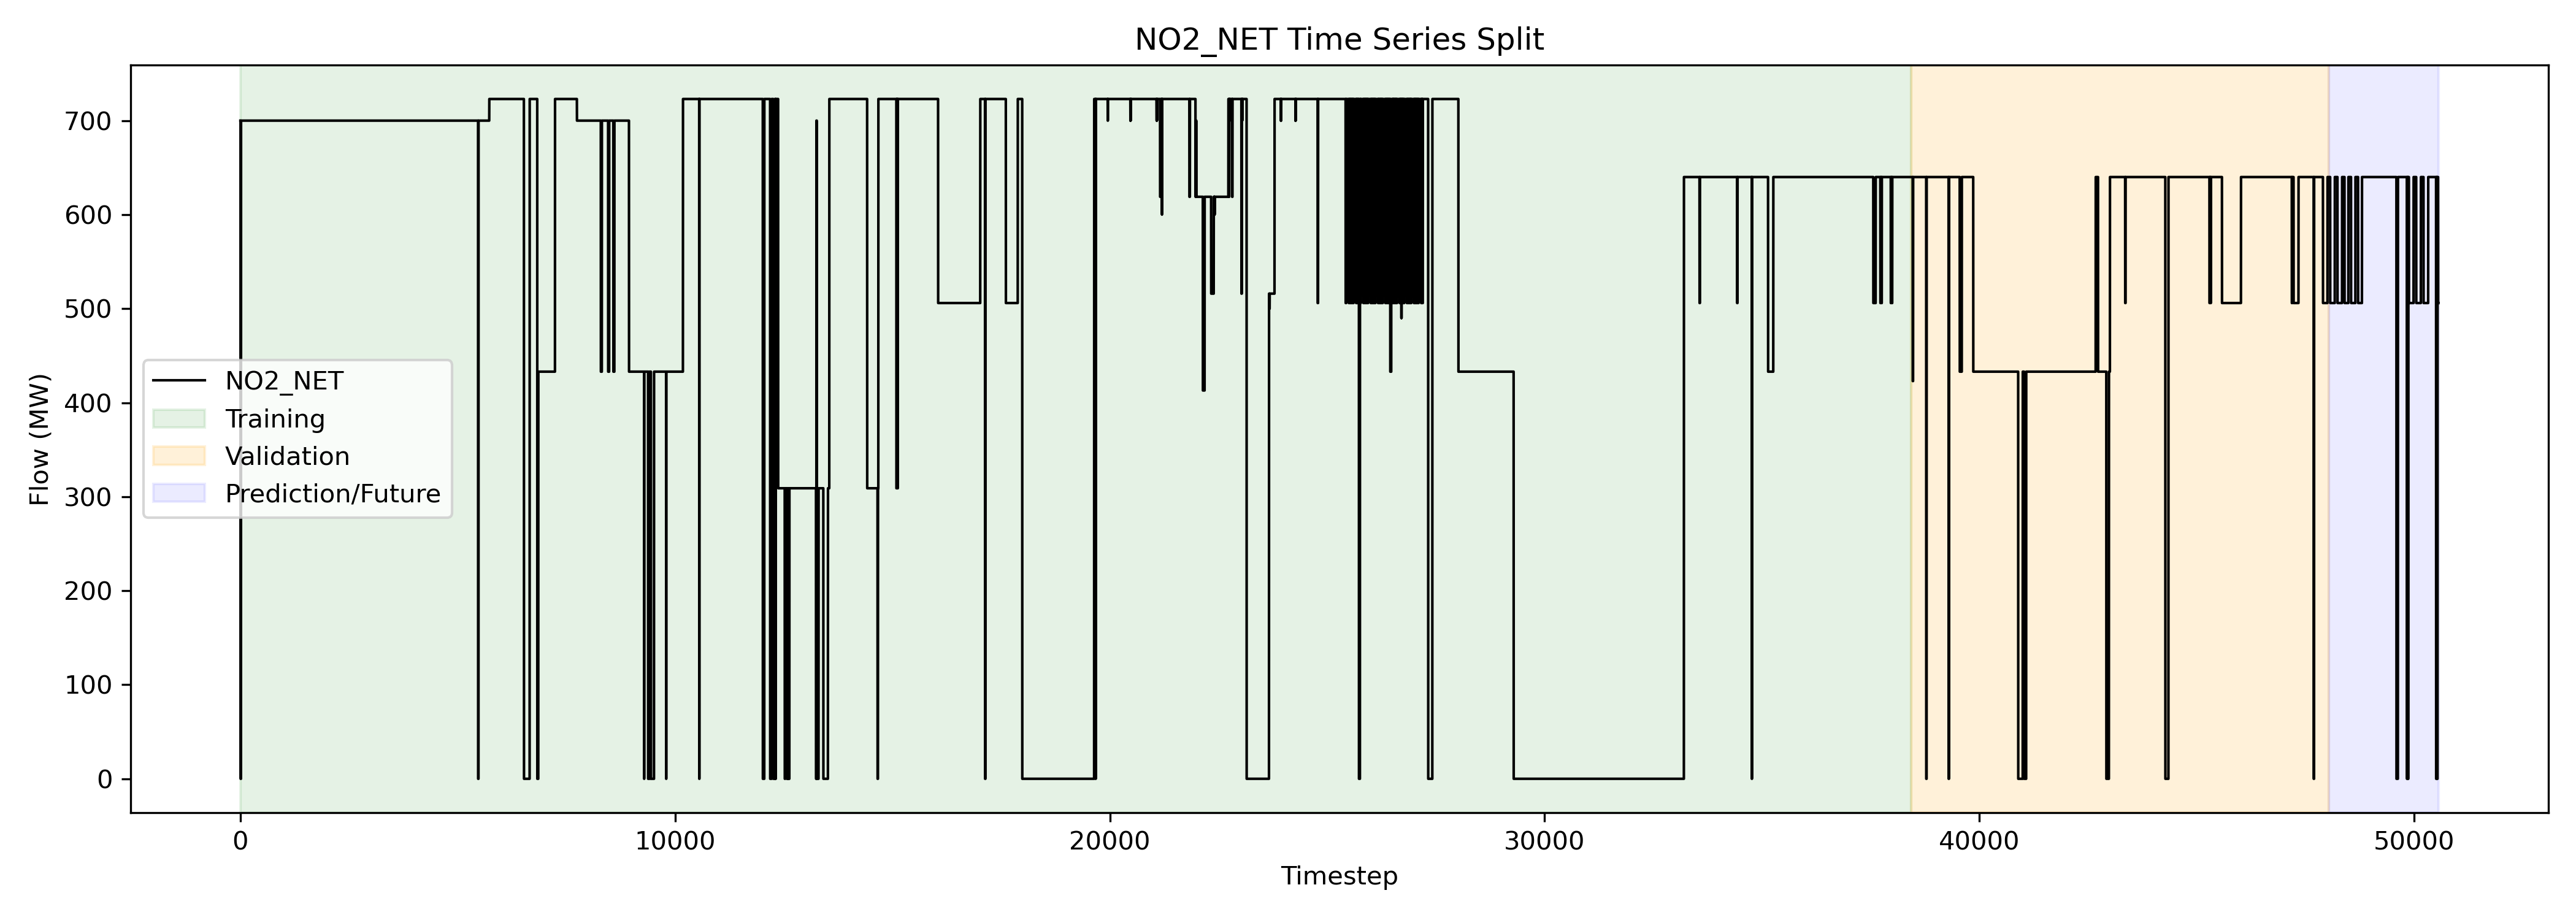 NO2_NET Time Series Split
Flow (MW)
700
600
500
400
300
200
100
0
NO2_NET
Training
Validation
Prediction/Future
0
10000
20000
30000
40000
50000
Timestep